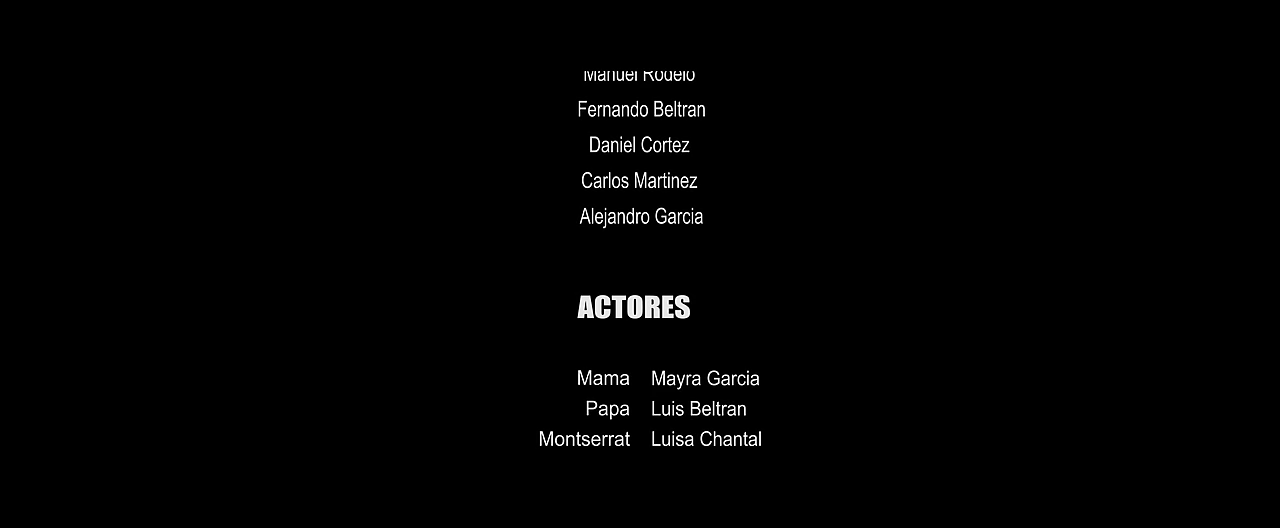 Manuel Rodelo
Fernando Beltran
Daniel Cortez
Carlos Martinez
Alejandro Garcia
ACTORES
Mama Mayra Garcia
Papa Luis Beltran
Montserrat Luisa Chantal